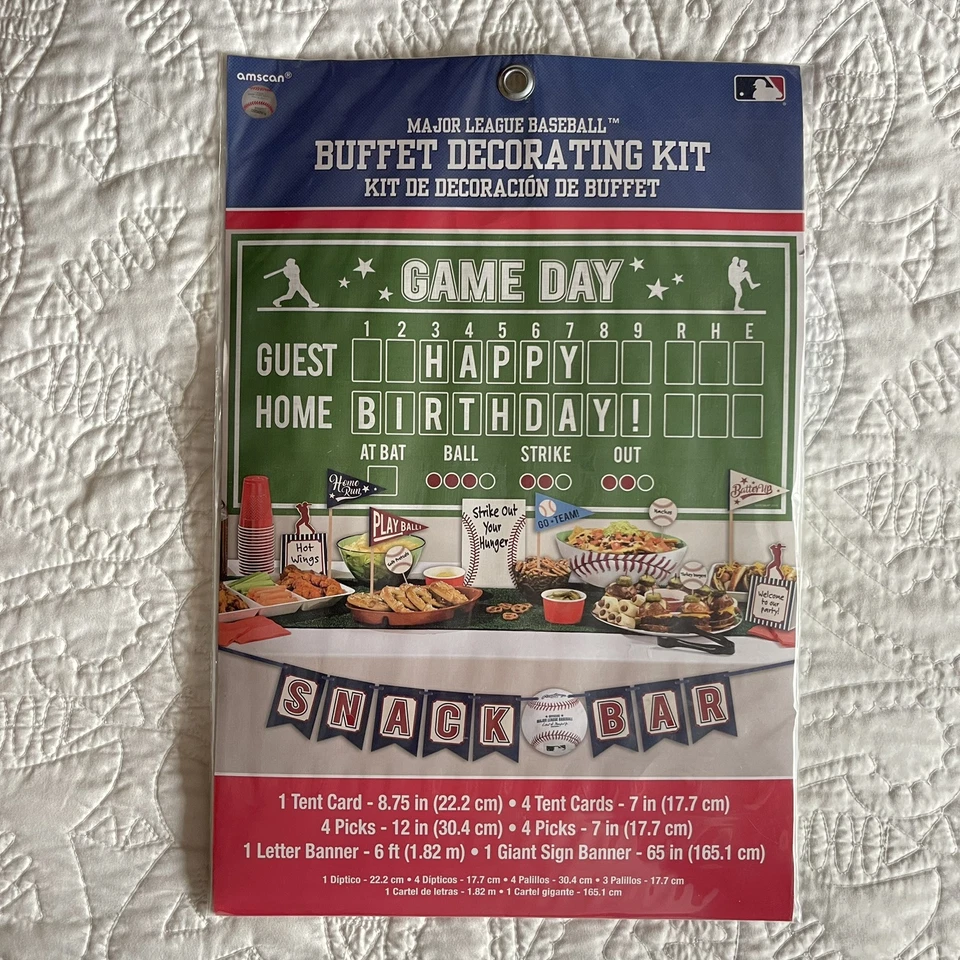 amscan®
MAJOR LEAGUE BASEBALL™
BUFFET DECORATING KIT
KIT DE DECORACIÓN DE BUFFET
GAME DAY
1 2 3 4 5 6 7 8 9 R H E
GUEST HAPPY
HOME BIRTHDAY!
AT BAT BALL STRIKE OUT
Home Run
PLAY BALL!
Strike Out
Your
Hunger
GO TEAM!
Batter Up
Hot
Wings
Welcome
to our
party!
SNACK BAR
MAJOR LEAGUE BASEBALL
1 Tent Card - 8.75 in (22.2 cm) • 4 Tent Cards - 7 in (17.7 cm)
4 Picks - 12 in (30.4 cm) • 4 Picks - 7 in (17.7 cm)
1 Letter Banner - 6 ft (1.82 m) • 1 Giant Sign Banner - 65 in (165.1 cm)
1 Díptico - 22.2 cm • 4 Dípticos - 17.7 cm • 4 Palillos - 30.4 cm • 3 Palillos - 17.7 cm
1 Cartel de letras - 1.82 m • 1 Cartel gigante - 165.1 cm